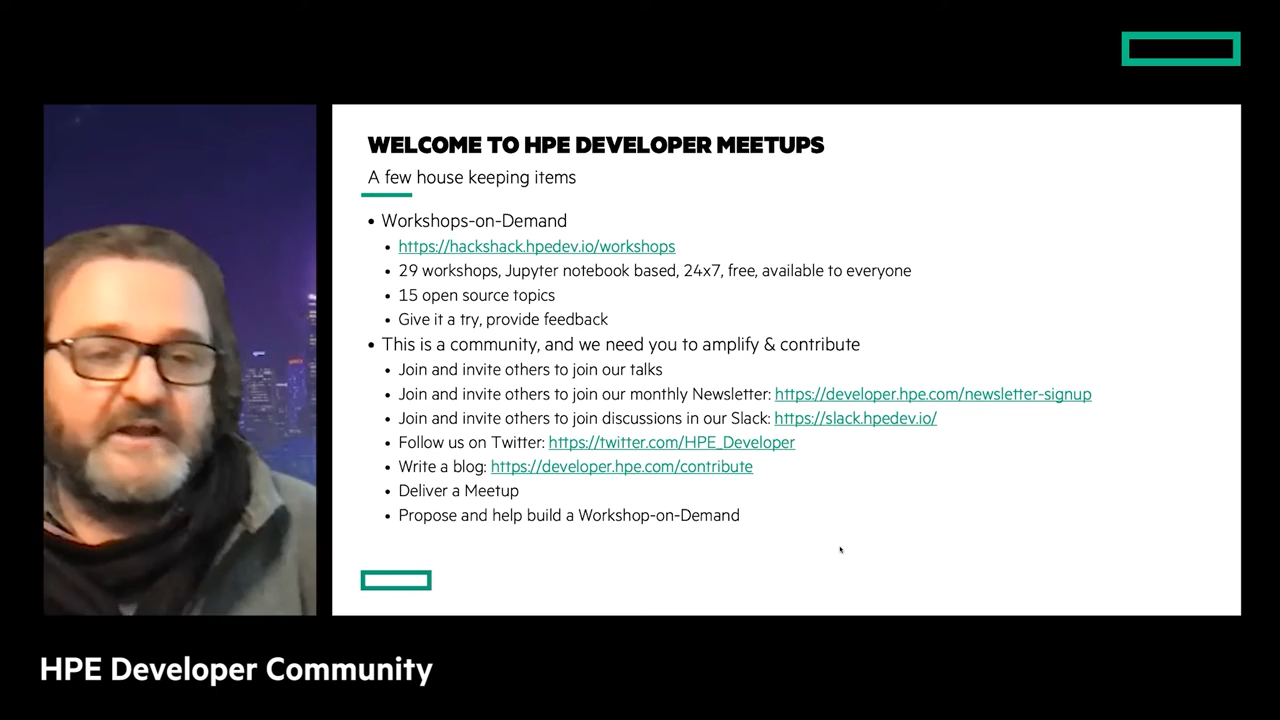 WELCOME TO HPE DEVELOPER MEETUPS
A few house keeping items
• Workshops-on-Demand
• https://hackshack.hpedev.io/workshops
• 29 workshops, Jupyter notebook based, 24x7, free, available to everyone
• 15 open source topics
• Give it a try, provide feedback
• This is a community, and we need you to amplify & contribute
• Join and invite others to join our talks
• Join and invite others to join our monthly Newsletter: https://developer.hpe.com/newsletter-signup
• Join and invite others to join discussions in our Slack: https://slack.hpedev.io/
• Follow us on Twitter: https://twitter.com/HPE_Developer
• Write a blog: https://developer.hpe.com/contribute
• Deliver a Meetup
• Propose and help build a Workshop-on-Demand
HPE Developer Community